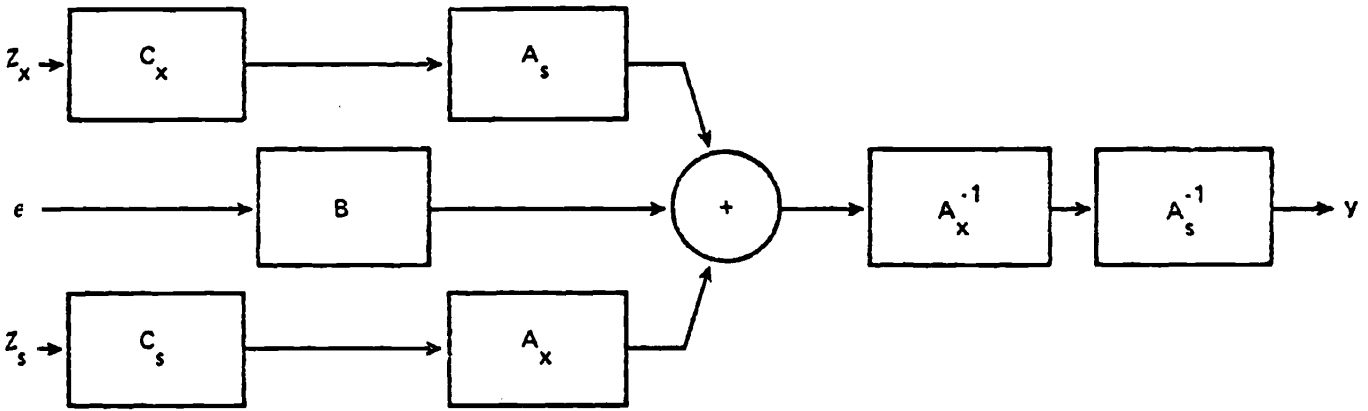 Z_x C_x A_s
ϵ B + A_x^-1 A_s^-1 y
Z_s C_s A_x